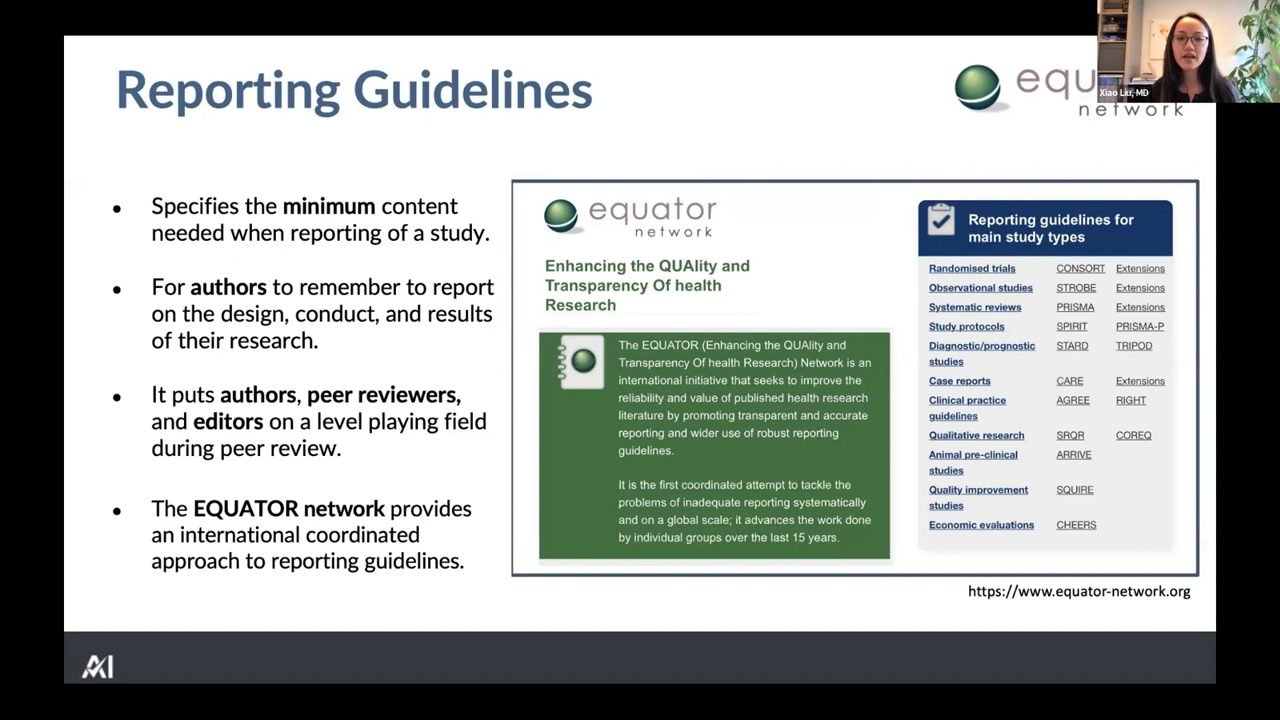 Reporting Guidelines
equ
network
Xiao Liu, MD
• Specifies the minimum content
needed when reporting of a study.
• For authors to remember to report
on the design, conduct, and results
of their research.
• It puts authors, peer reviewers,
and editors on a level playing field
during peer review.
• The EQUATOR network provides
an international coordinated
approach to reporting guidelines.
equator
network
Enhancing the QUAlity and
Transparency Of health
Research
The EQUATOR (Enhancing the QUAlity and
Transparency Of health Research) Network is an
international initiative that seeks to improve the
reliability and value of published health research
literature by promoting transparent and accurate
reporting and wider use of robust reporting
guidelines.
It is the first coordinated attempt to tackle the
problems of inadequate reporting systematically
and on a global scale; it advances the work done
by individual groups over the last 15 years.
Reporting guidelines for
main study types
Randomised trials CONSORT Extensions
Observational studies STROBE Extensions
Systematic reviews PRISMA Extensions
Study protocols SPIRIT PRISMA-P
Diagnostic/prognostic STARD TRIPOD
studies
Case reports CARE Extensions
Clinical practice AGREE RIGHT
guidelines
Qualitative research SRQR COREQ
Animal pre-clinical ARRIVE
studies
Quality improvement SQUIRE
studies
Economic evaluations CHEERS
https://www.equator-network.org
AI